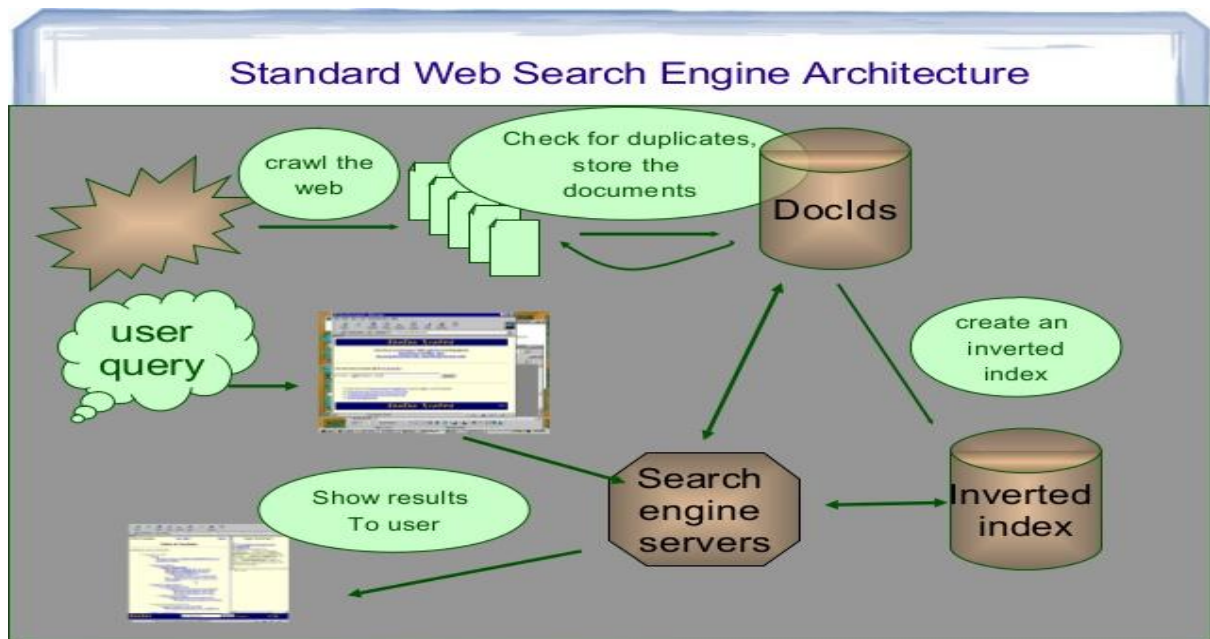 Standard Web Search Engine Architecture
crawl the
web
Check for duplicates,
store the
documents
DocIds
user
query
create an
inverted
index
Search
engine
servers
Inverted
index
Show results
To user